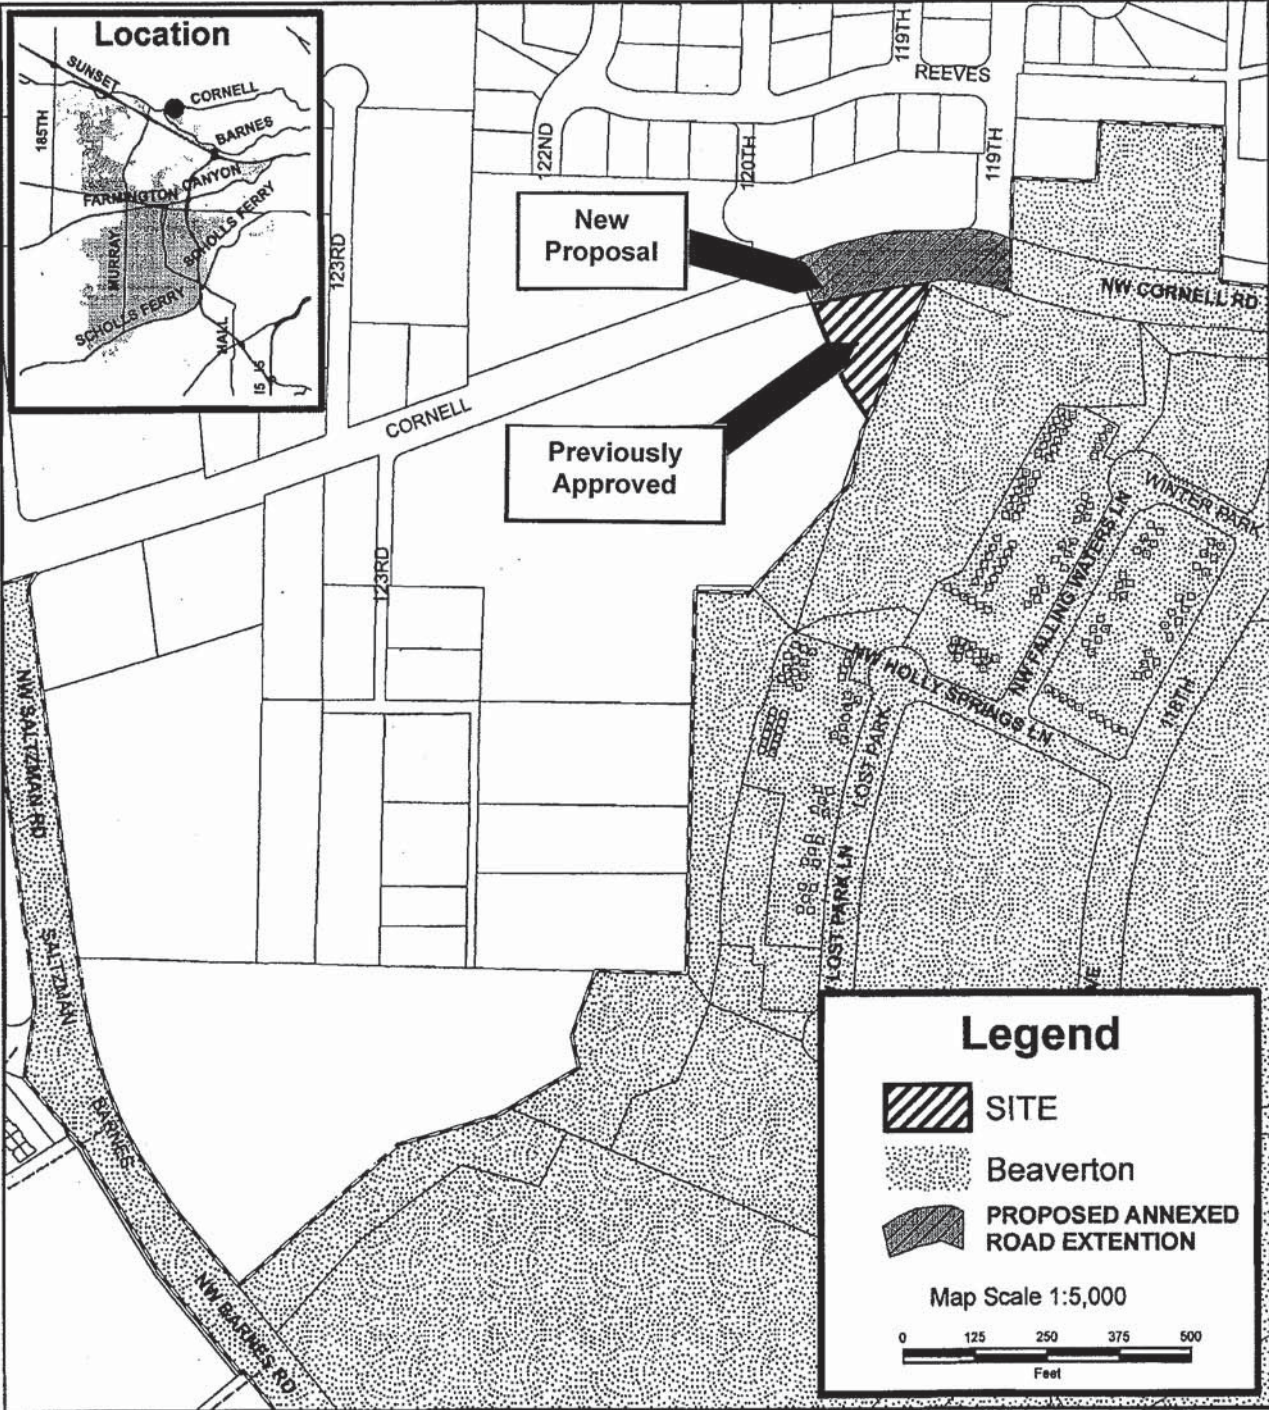 Location
SUNSET
CORNELL
185TH
BARNES
CANYON
FARMINGTON
SCHOLLS FERRY
MURRAY
SCHOLLS FERRY
HALL
I5
119TH
REEVES
122ND
120TH
119TH
123RD
New
Proposal
NW CORNELL RD
CORNELL
Previously
Approved
WINTER PARK
NW FALLING WATERS LN
123RD
NW HOLLY SPRINGS LN
118TH
NW SALTZMAN RD
LOST PARK
LOST PARK LN
SALTZMAN
VE
BARNES
NW BARNES RD
Legend
SITE
Beaverton
PROPOSED ANNEXED
ROAD EXTENTION
Map Scale 1:5,000
0 125 250 375 500
Feet